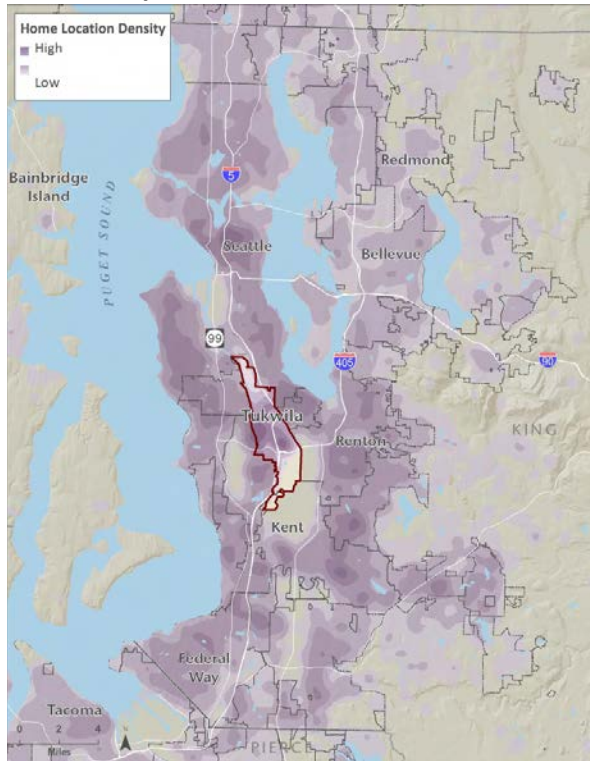 Home Location Density
High
Low
Redmond
Bainbridge
Island
5
PUGET SOUND
Seattle
Bellevue
99
405
90
Tukwila
Renton
KING
Kent
Federal
Way
Tacoma
0 2 4
Miles
PIERCE